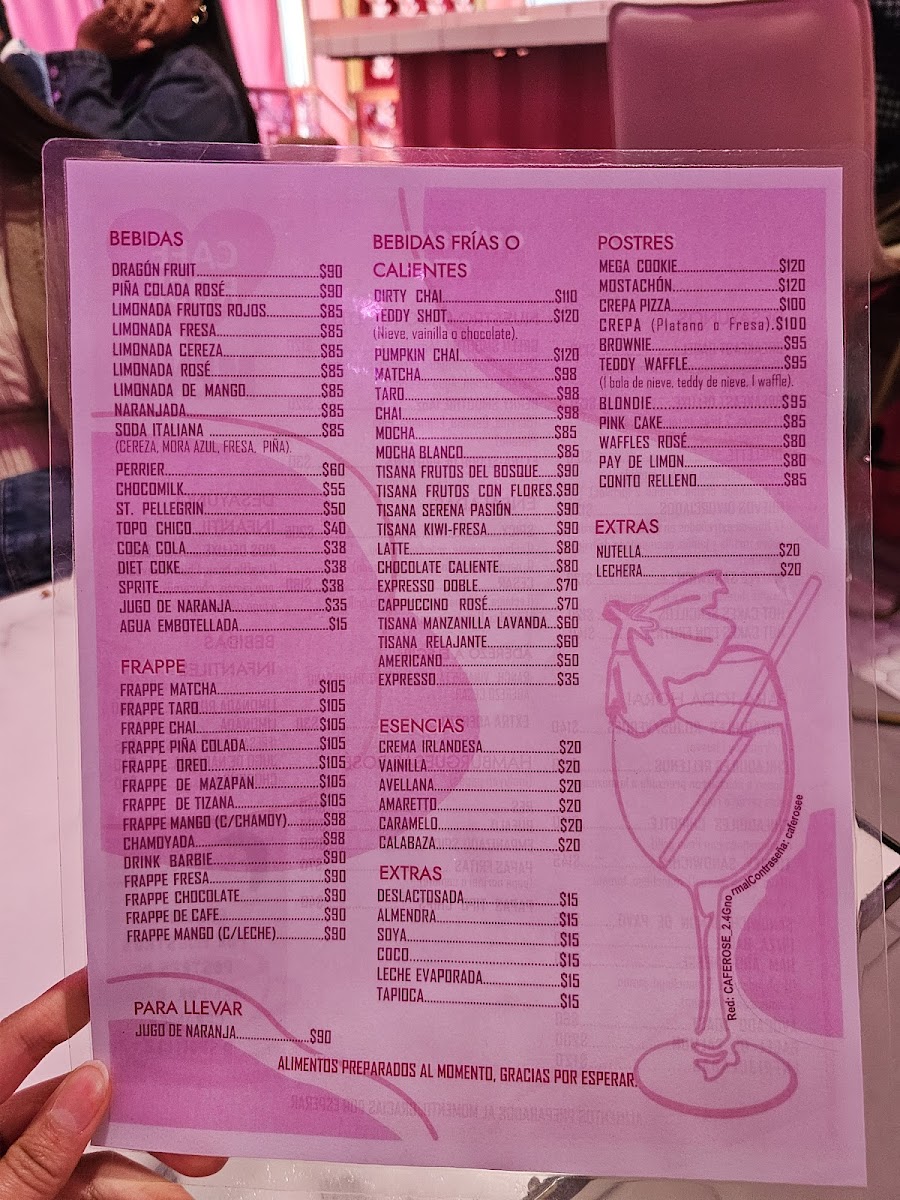 BEBIDAS
DRAGÓN FRUIT...$90
PIÑA COLADA ROSÉ...$90
LIMONADA FRUTOS ROJOS...$85
LIMONADA FRESA...$85
LIMONADA CEREZA...$85
LIMONADA ROSÉ...$85
LIMONADA DE MANGO...$85
NARANJADA...$85
SODA ITALIANA...$85
(CEREZA, MORA AZUL, FRESA, PIÑA).
PERRIER...$60
CHOCOMILK...$55
ST. PELLEGRIN...$50
TOPO CHICO...$40
COCA COLA...$38
DIET COKE...$38
SPRITE...$38
JUGO DE NARANJA...$35
AGUA EMBOTELLADA...$15
FRAPPE
FRAPPE MATCHA...$105
FRAPPE TARO...$105
FRAPPE CHAI...$105
FRAPPE PIÑA COLADA...$105
FRAPPE OREO...$105
FRAPPE DE MAZAPAN...$105
FRAPPE DE TIZANA...$105
FRAPPE MANGO (C/CHAMOY)...$98
CHAMOYADA...$98
DRINK BARBIE...$90
FRAPPE FRESA...$90
FRAPPE CHOCOLATE...$90
FRAPPE DE CAFE...$90
FRAPPE MANGO (C/LECHE)...$90
PARA LLEVAR
JUGO DE NARANJA...$90
BEBIDAS FRÍAS O
CALIENTES
DIRTY CHAI...$110
TEDDY SHOT...$120
(Nieve, vainilla o chocolate).
PUMPKIN CHAI...$120
MATCHA...$98
TARO...$98
CHAI...$98
MOCHA...$85
MOCHA BLANCO...$85
TISANA FRUTOS DEL BOSQUE...$90
TISANA FRUTOS CON FLORES.$90
TISANA SERENA PASIÓN...$90
TISANA KIWI-FRESA...$90
LATTE...$80
CHOCOLATE CALIENTE...$80
EXPRESSO DOBLE...$70
CAPPUCCINO ROSÉ...$70
TISANA MANZANILLA LAVANDA...$60
TISANA RELAJANTE...$60
AMERICANO...$50
EXPRESSO...$35
ESENCIAS
CREMA IRLANDESA...$20
VAINILLA...$20
AVELLANA...$20
AMARETTO...$20
CARAMELO...$20
CALABAZA...$20
EXTRAS
DESLACTOSADA...$15
ALMENDRA...$15
SOYA...$15
COCO...$15
LECHE EVAPORADA...$15
TAPIOCA...$15
POSTRES
MEGA COOKIE...$120
MOSTACHÓN...$120
CREPA PIZZA...$100
CREPA (Platano o Fresa).$100
BROWNIE...$95
TEDDY WAFFLE...$95
(1 bola de nieve, teddy de nieve, 1 waffle).
BLONDIE...$95
PINK CAKE...$85
WAFFLES ROSÉ...$80
PAY DE LIMON...$80
CONITO RELLENO...$85
EXTRAS
NUTELLA...$20
LECHERA...$20
Red: CAFEROSE_2.4Gnormal Contraseña: caferosee
ALIMENTOS PREPARADOS AL MOMENTO, GRACIAS POR ESPERAR.